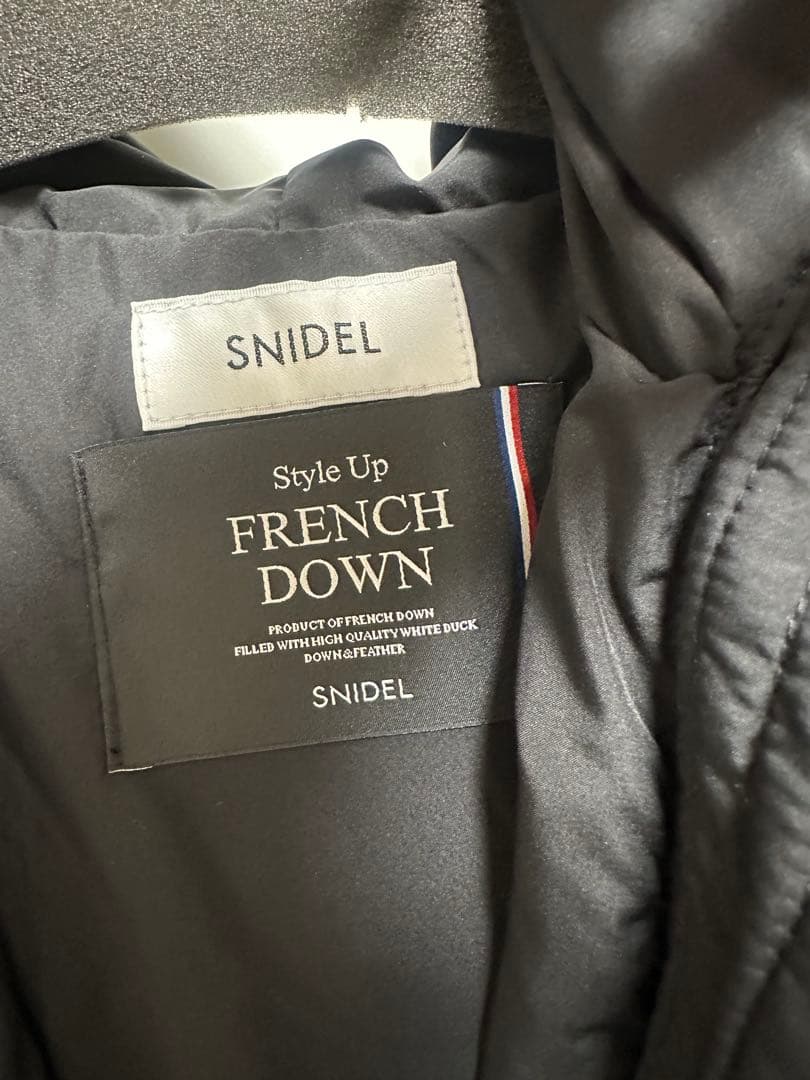 SNIDEL
Style Up
FRENCH
DOWN
PRODUCT OF FRENCH DOWN
FILLED WITH HIGH QUALITY WHITE DUCK
DOWN&FEATHER
SNIDEL